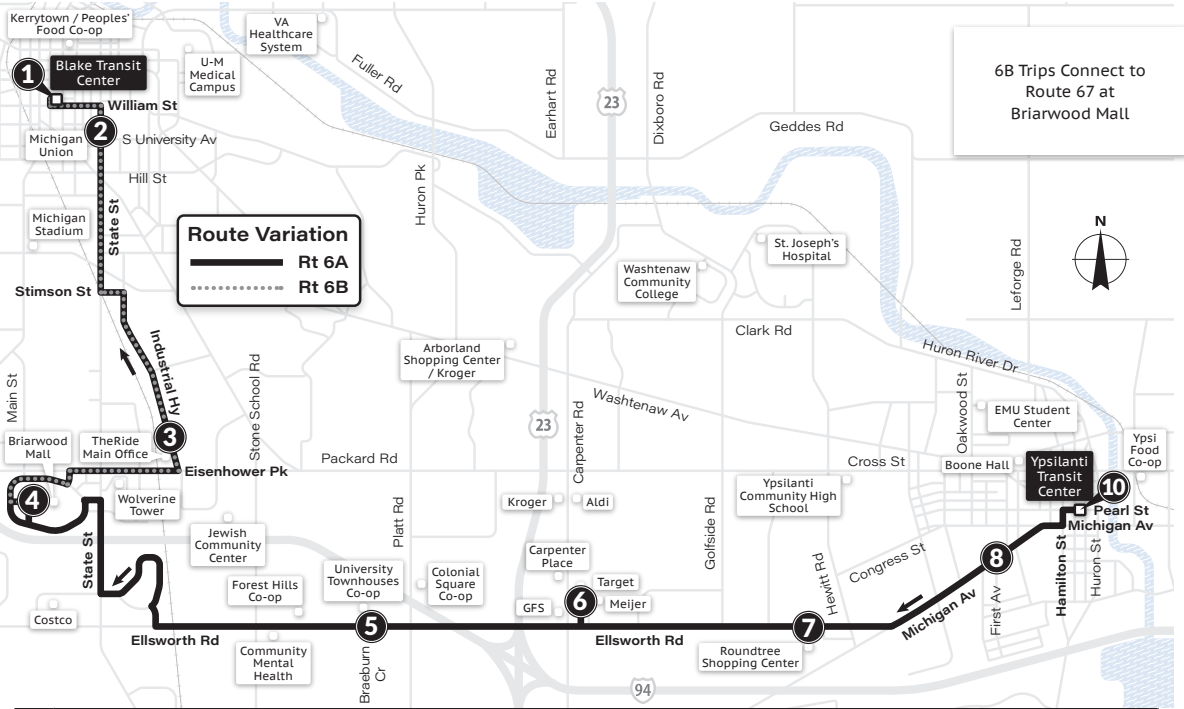 Kerrytown / Peoples'
Food Co-op
VA
Healthcare
System
1
Blake Transit
Center
U-M
Medical
Campus
Fuller Rd
Earhart Rd
23
Dixboro Rd
Geddes Rd
6B Trips Connect to
Route 67 at
Briarwood Mall
William St
2
S University Av
Michigan
Union
Hill St
Huron Pk
Michigan
Stadium
State St
Route Variation
Rt 6A
Rt 6B
Stimson St
Washtenaw
Community
College
St. Joseph's
Hospital
N
Leforge Rd
Clark Rd
Huron River Dr
Industrial Hy
Stone School Rd
Arborland
Shopping Center
/ Kroger
Washtenaw Av
Main St
Carpenter Rd
23
Oakwood St
EMU Student
Center
3
Briarwood
Mall
TheRide
Main Office
Eisenhower Pk
Packard Rd
Cross St
Boone Hall
Ypsilanti
Transit
Center
Ypsi
Food
Co-op
10
4
Wolverine
Tower
Kroger
Aldi
Ypsilanti
Community High
School
Pearl St
Michigan Av
Platt Rd
Golfside Rd
State St
Jewish
Community
Center
Forest Hills
Co-op
University
Townhouses
Co-op
Colonial
Square
Co-op
Carpenter
Place
Target
Meijer
GFS
6
Hewitt Rd
Congress St
8
Hamilton St
Huron St
First Av
Michigan Av
Costco
Ellsworth Rd
5
Ellsworth Rd
7
Community
Mental
Health
Braeburn
Cr
Roundtree
Shopping Center
94